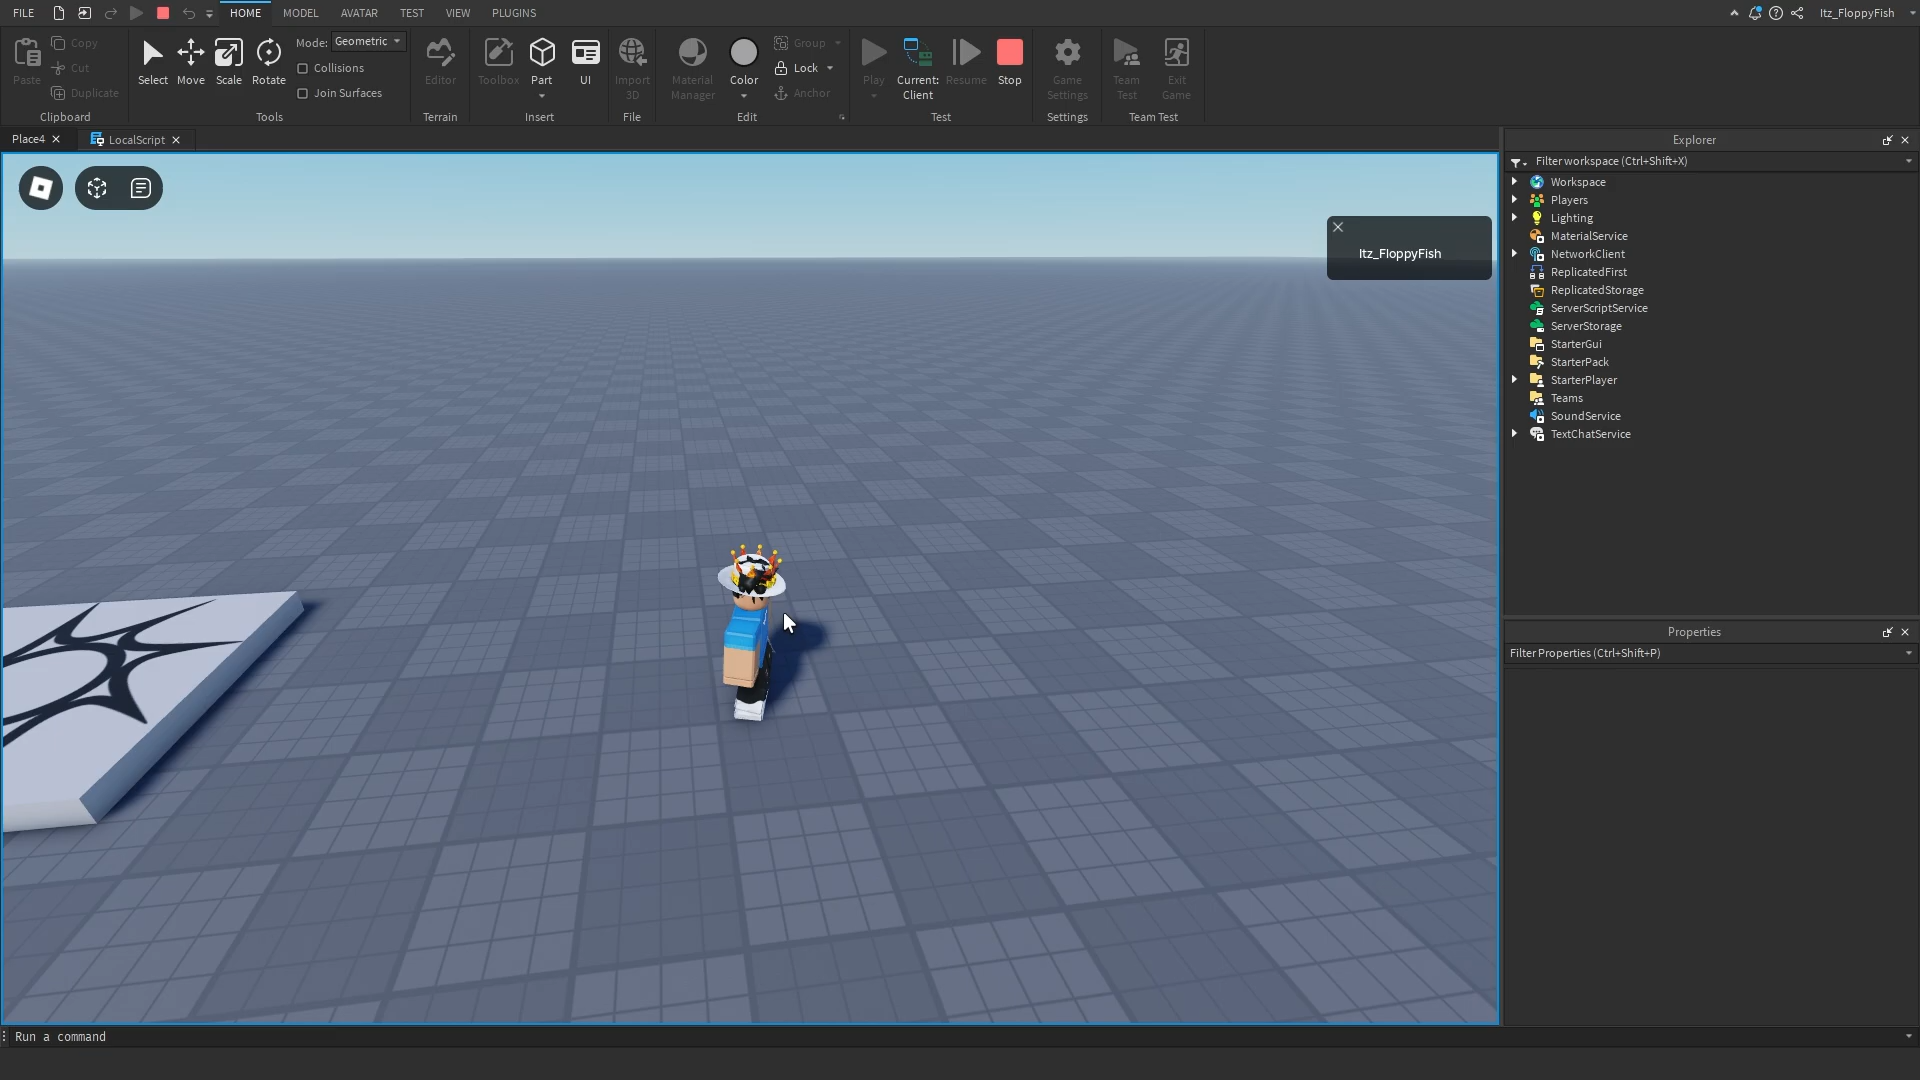 FILE
HOME
MODEL
AVATAR
TEST
VIEW
PLUGINS
Itz_FloppyFish
Paste
Copy
Cut
Duplicate
Clipboard
Select
Move
Scale
Rotate
Mode: Geometric
Collisions
Join Surfaces
Tools
Editor
Terrain
Toolbox
Part
UI
Insert
Import
3D
File
Material
Manager
Color
Group
Lock
Anchor
Edit
Play
Current:
Client
Resume
Stop
Test
Game
Settings
Settings
Team
Test
Exit
Game
Team Test
Place4
LocalScript
Itz_FloppyFish
Explorer
Filter workspace (Ctrl+Shift+X)
Workspace
Players
Lighting
MaterialService
NetworkClient
ReplicatedFirst
ReplicatedStorage
ServerScriptService
ServerStorage
StarterGui
StarterPack
StarterPlayer
Teams
SoundService
TextChatService
Properties
Filter Properties (Ctrl+Shift+P)
Run a command